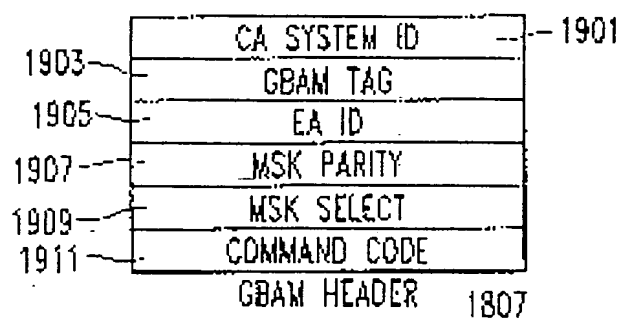 CA SYSTEM ID 1901
1903 GBAM TAG
1905 EA ID
1907 MSK PARITY
1909 MSK SELECT
1911 COMMAND CODE
GBAM HEADER 1807